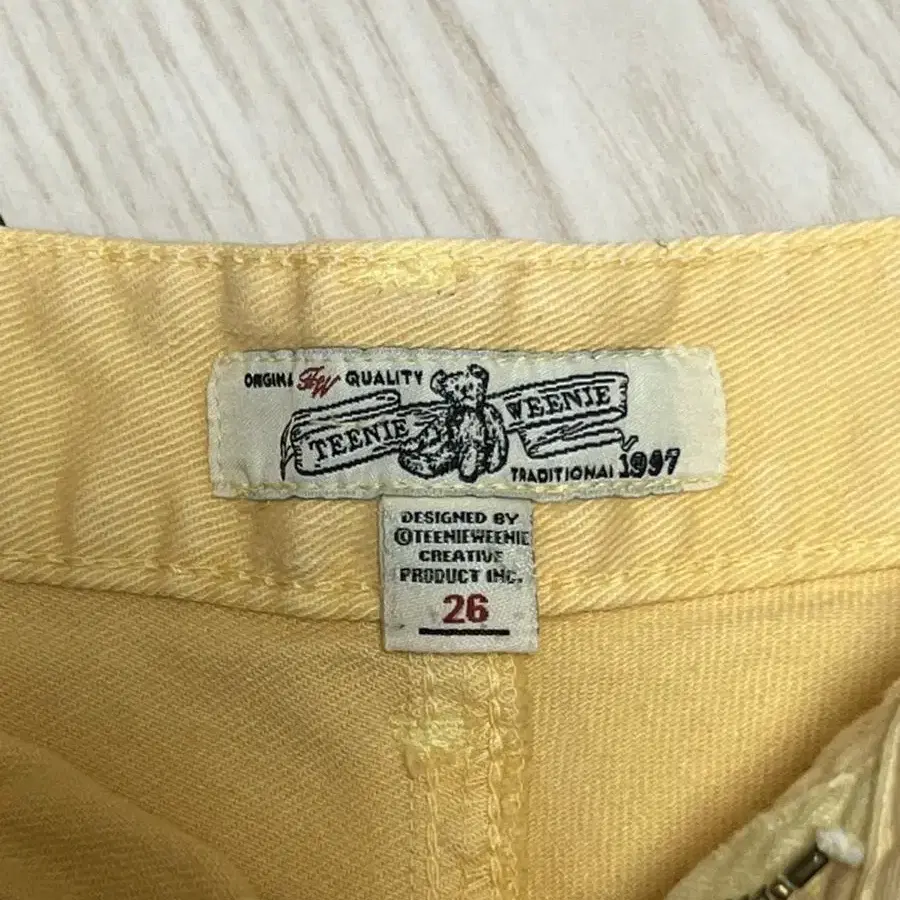 ORIGINAL TW QUALITY
TEENIE WEENIE
TRADITIONAL 1997
DESIGNED BY
©TEENIEWEENIE
CREATIVE
PRODUCT INC.
26